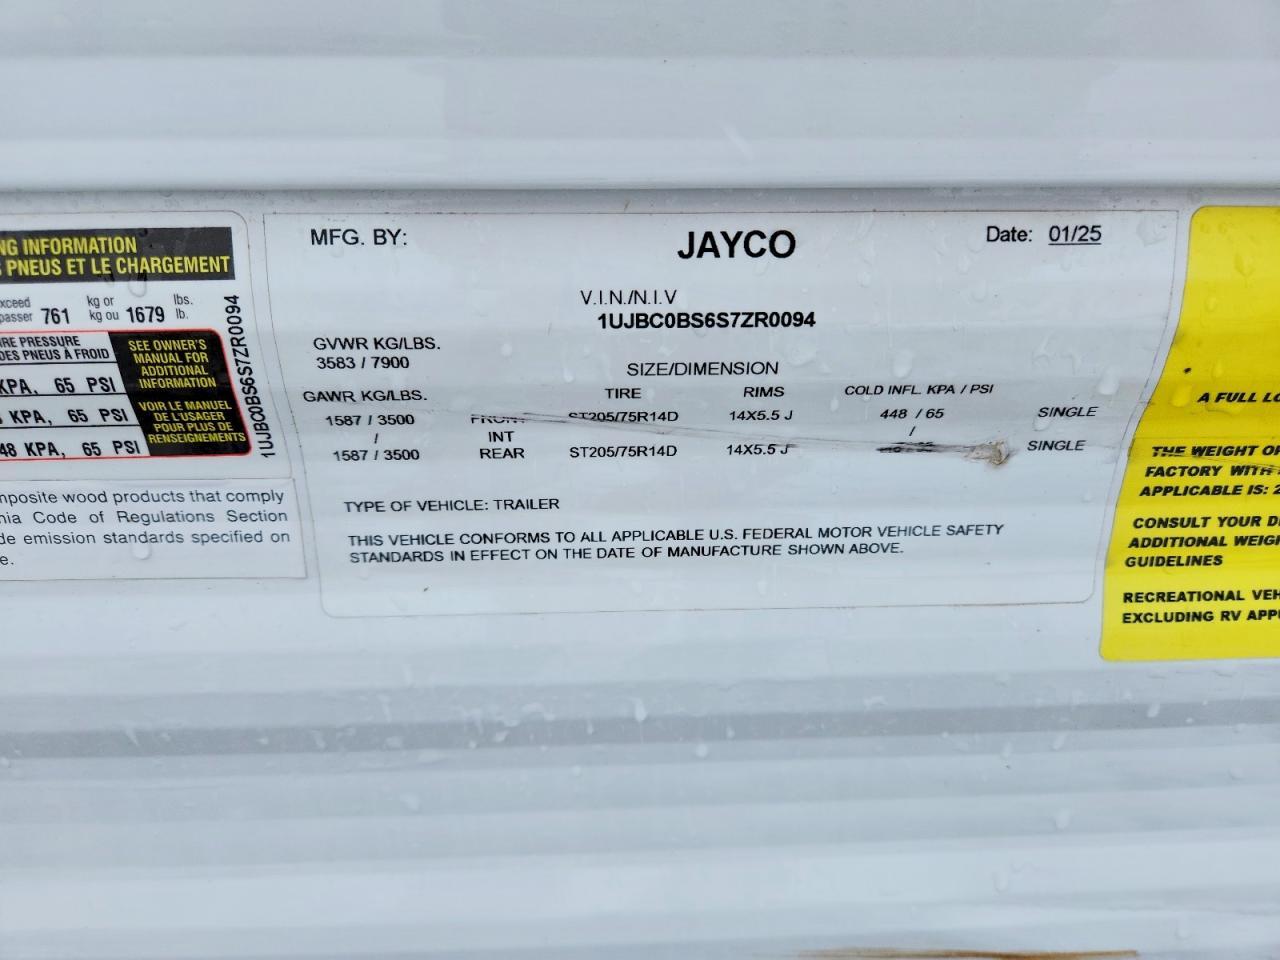 NG INFORMATION
PNEUS ET LE CHARGEMENT
xceed
passer 761 kg or kg ou 1679 lbs. lb.
IRE PRESSURE
DES PNEUS À FROID
KPA, 65 PSI
KPA, 65 PSI
48 KPA, 65 PSI
SEE OWNER'S
MANUAL FOR
ADDITIONAL
INFORMATION
VOIR LE MANUEL
DE L'USAGER
POUR PLUS DE
RENSEIGNEMENTS
1UJBC0BS6S7ZR0094
mposite wood products that comply
nia Code of Regulations Section
de emission standards specified on
e.
MFG. BY: JAYCO Date: 01/25
V.I.N./N.I.V
1UJBC0BS6S7ZR0094
GVWR KG/LBS.
3583 / 7900
SIZE/DIMENSION
GAWR KG/LBS. TIRE RIMS COLD INFL. KPA / PSI
1587 / 3500 FRONT ST205/75R14D 14X5.5 J 448 / 65 SINGLE
/ INT /
1587 / 3500 REAR ST205/75R14D 14X5.5 J SINGLE
TYPE OF VEHICLE: TRAILER
THIS VEHICLE CONFORMS TO ALL APPLICABLE U.S. FEDERAL MOTOR VEHICLE SAFETY
STANDARDS IN EFFECT ON THE DATE OF MANUFACTURE SHOWN ABOVE.
A FULL LO
THE WEIGHT OF
FACTORY WITH
APPLICABLE IS: 2
CONSULT YOUR D
ADDITIONAL WEIGH
GUIDELINES
RECREATIONAL VEH
EXCLUDING RV APP